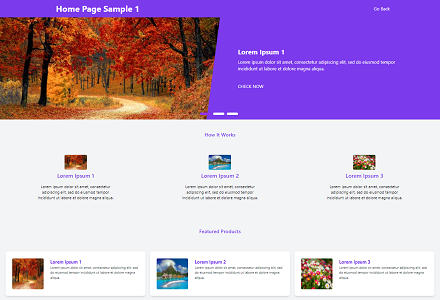 Home Page Sample 1
Go Back
Lorem Ipsum 1
Lorem ipsum dolor sit amet, consectetur adipiscing elit, sed do eiusmod tempor
incididunt ut labore et dolore magna aliqua.
CHECK NOW
How It Works
Lorem Ipsum 1
Lorem ipsum dolor sit amet, consectetur
adipiscing elit, sed do eiusmod tempor
incididunt ut labore et dolore magna aliqua.
Lorem Ipsum 2
Lorem ipsum dolor sit amet, consectetur
adipiscing elit, sed do eiusmod tempor
incididunt ut labore et dolore magna aliqua.
Lorem Ipsum 3
Lorem ipsum dolor sit amet, consectetur
adipiscing elit, sed do eiusmod tempor
incididunt ut labore et dolore magna aliqua.
Featured Products
Lorem Ipsum 1
Lorem ipsum dolor sit amet, consectetur
adipiscing elit, sed do eiusmod tempor
incididunt ut labore et dolore magna aliqua.
Lorem Ipsum 2
Lorem ipsum dolor sit amet, consectetur
adipiscing elit, sed do eiusmod tempor
incididunt ut labore et dolore magna aliqua.
Lorem Ipsum 3
Lorem ipsum dolor sit amet, consectetur
adipiscing elit, sed do eiusmod tempor
incididunt ut labore et dolore magna aliqua.